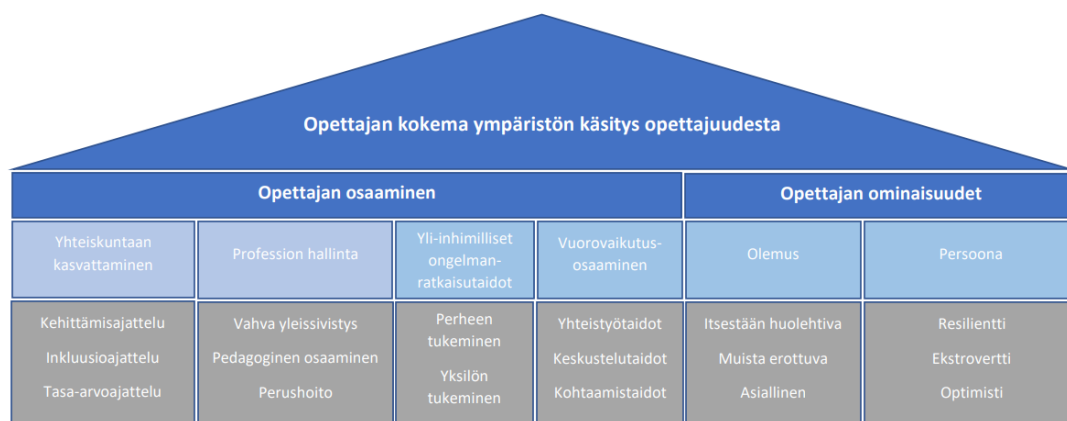 Opettajan kokema ympäristön käsitys opettajuudesta
Opettajan osaaminen
Opettajan ominaisuudet
Yhteiskuntaan
kasvattaminen
Profession hallinta
Yli-inhimilliset
ongelman-
ratkaisutaidot
Vuorovaikutus-
osaaminen
Olemus
Persoona
Kehittämisajattelu
Inkluusioajattelu
Tasa-arvoajattelu
Vahva yleissivistys
Pedagoginen osaaminen
Perushoito
Perheen
tukeminen
Yksilön
tukeminen
Yhteistyötaidot
Keskustelutaidot
Kohtaamistaidot
Itsestään huolehtiva
Muista erottuva
Asiallinen
Resilientti
Ekstrovertti
Optimisti